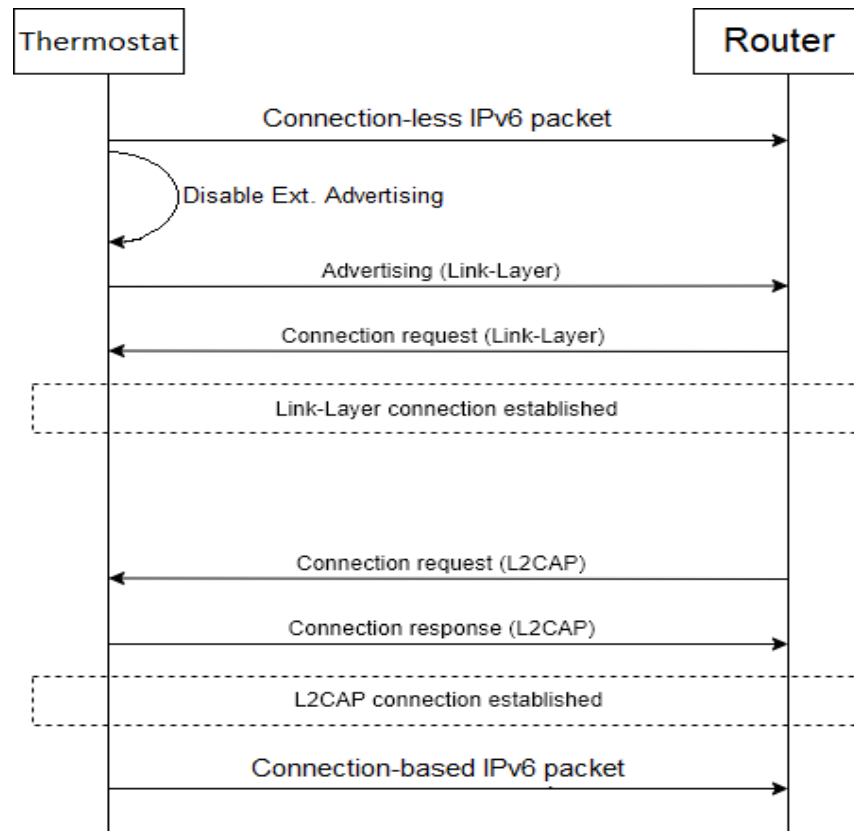 Thermostat
Router
Connection-less IPv6 packet
Disable Ext. Advertising
Advertising (Link-Layer)
Connection request (Link-Layer)
Link-Layer connection established
Connection request (L2CAP)
Connection response (L2CAP)
L2CAP connection established
Connection-based IPv6 packet